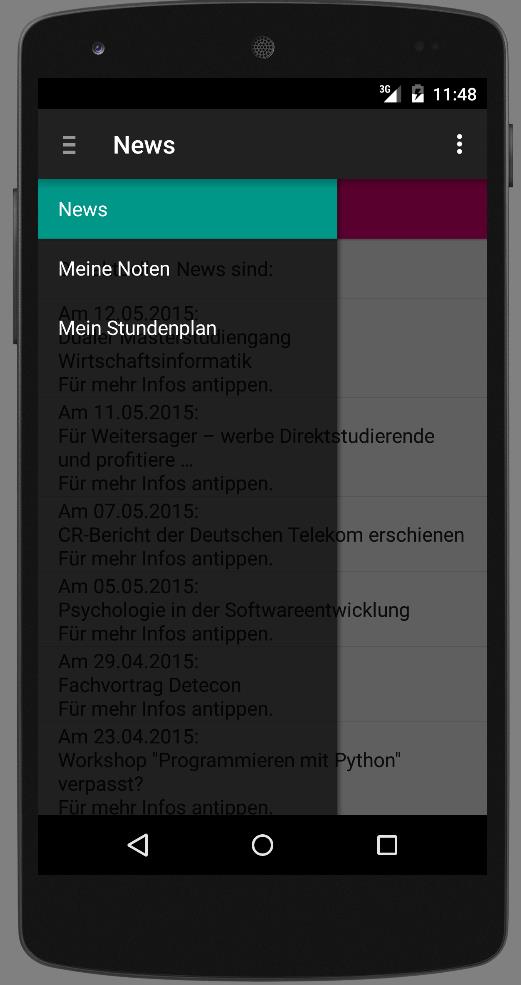 3G 11:48
News
News
Meine Noten
News sind:
Mein Stundenplan
Am 12.05.2015:
Dualer Masterstudiengang
Wirtschaftsinformatik
Für mehr Infos antippen.
Am 11.05.2015:
Für Weitersager – werbe Direktstudierende
und profitiere ...
Für mehr Infos antippen.
Am 07.05.2015:
CR-Bericht der Deutschen Telekom erschienen
Für mehr Infos antippen.
Am 05.05.2015:
Psychologie in der Softwareentwicklung
Für mehr Infos antippen.
Am 29.04.2015:
Fachvortrag Detecon
Für mehr Infos antippen.
Am 23.04.2015:
Workshop "Programmieren mit Python"
verpasst?
Für mehr Infos antippen.